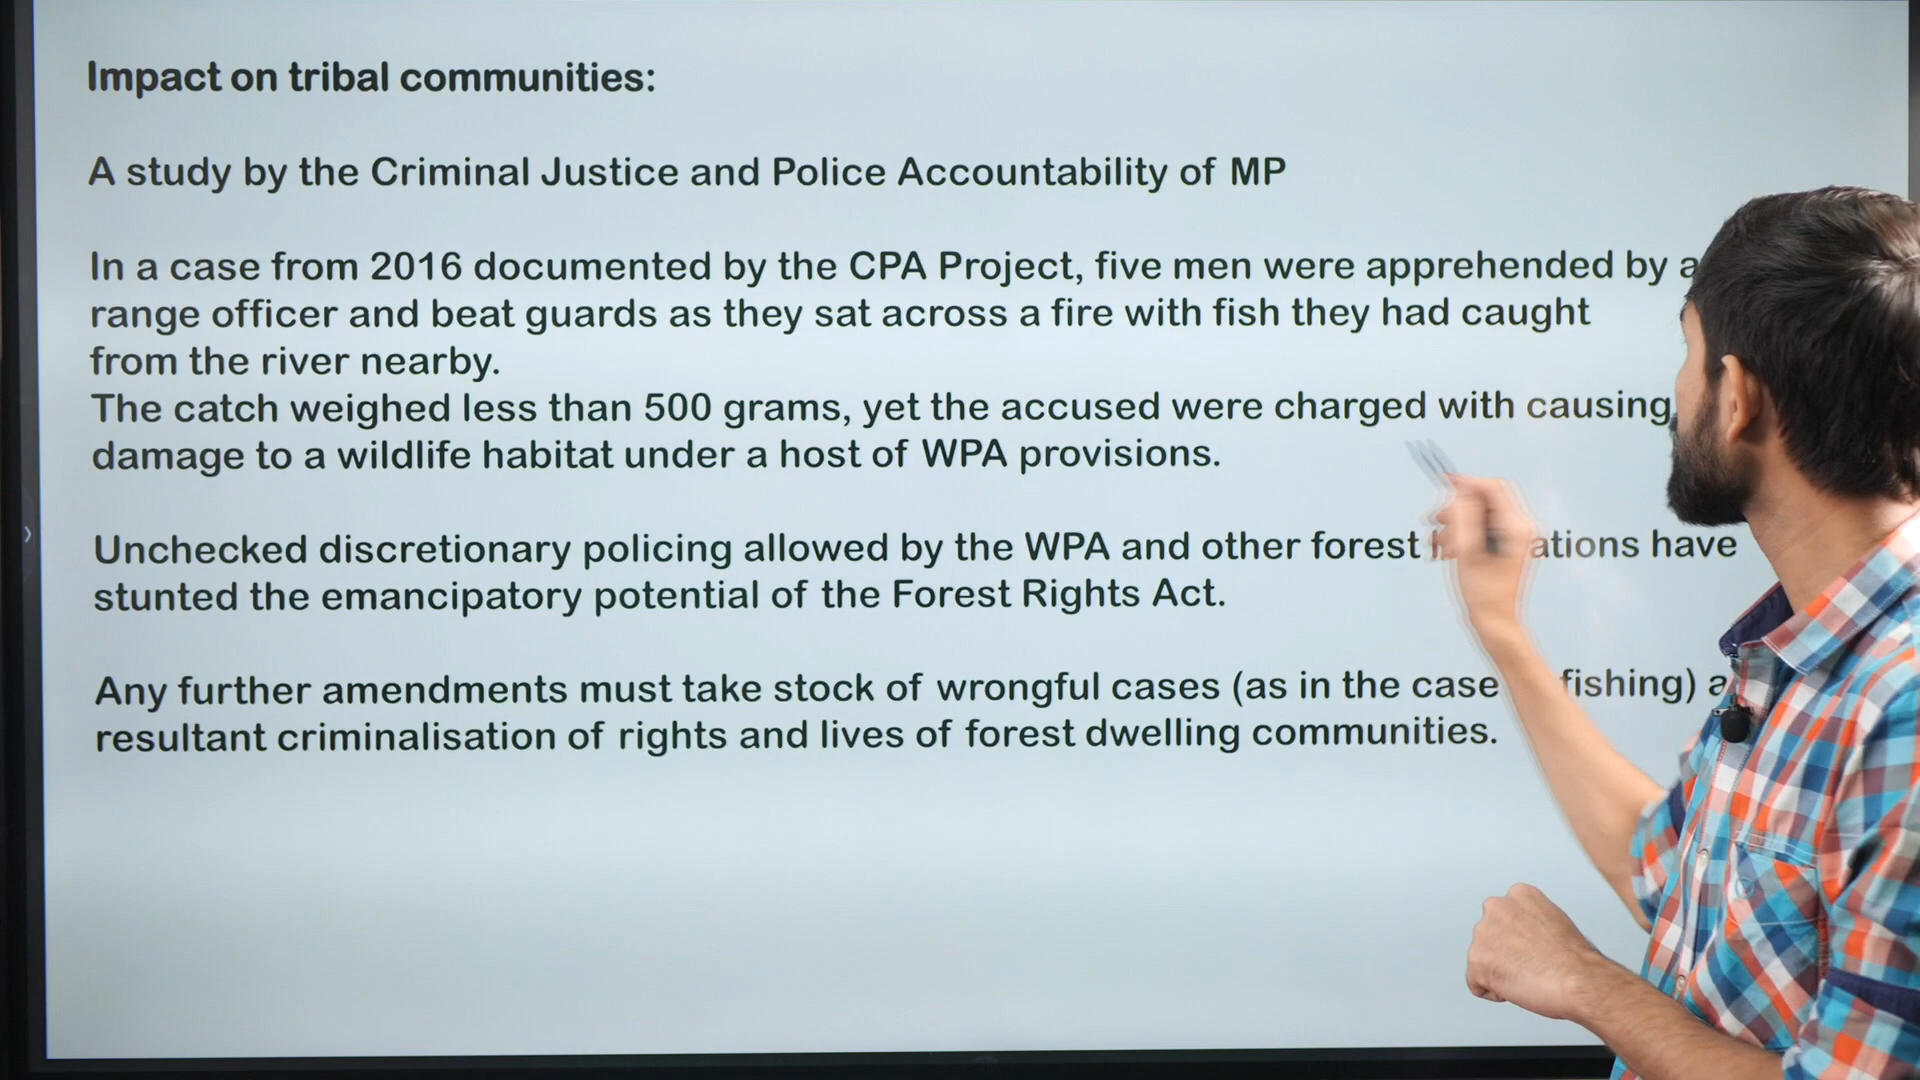 Impact on tribal communities:
A study by the Criminal Justice and Police Accountability of MP
In a case from 2016 documented by the CPA Project, five men were apprehended by a
range officer and beat guards as they sat across a fire with fish they had caught
from the river nearby.
The catch weighed less than 500 grams, yet the accused were charged with causing
damage to a wildlife habitat under a host of WPA provisions.
Unchecked discretionary policing allowed by the WPA and other forest have
stunted the emancipatory potential of the Forest Rights Act.
Any further amendments must take stock of wrongful cases (as in the case fishing)
resultant criminalisation of rights and lives of forest dwelling communities.